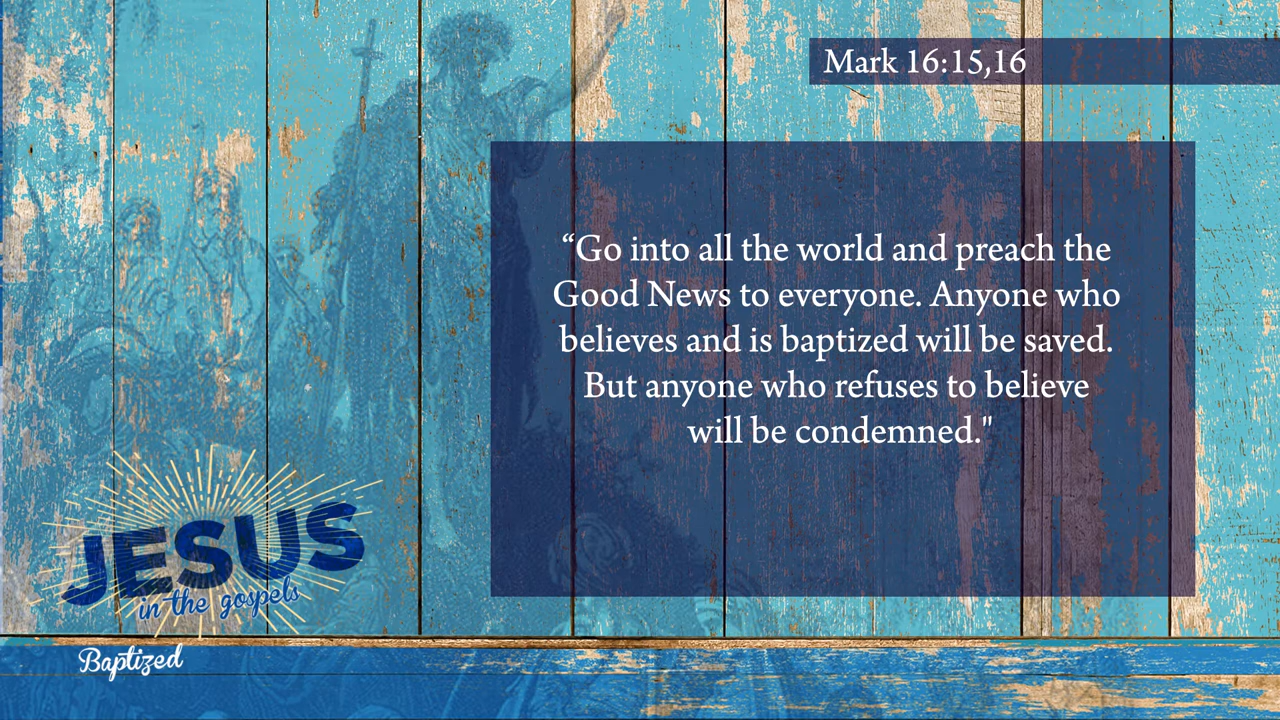 Mark 16:15,16
“Go into all the world and preach the
Good News to everyone. Anyone who
believes and is baptized will be saved.
But anyone who refuses to believe
will be condemned."
JESUS
in the gospels
Baptized